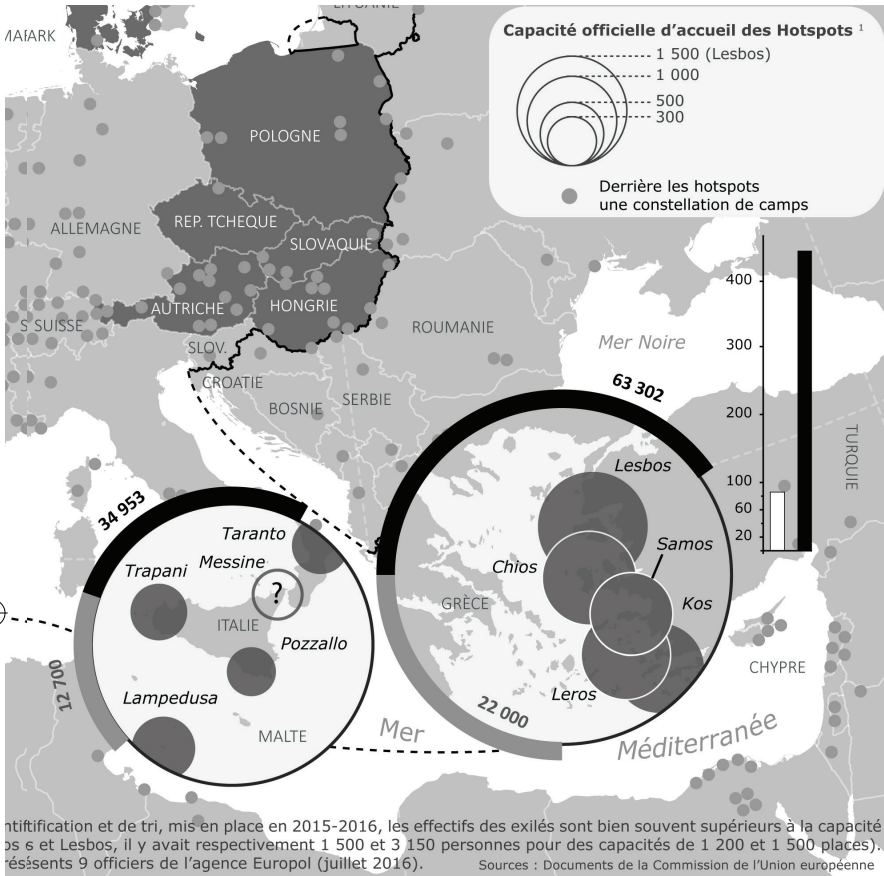 LITUANIE
Capacité officielle d'accueil des Hotspots ¹
1 500 (Lesbos)
1 000
500
300
Derrière les hotspots
une constellation de camps
POLOGNE
ALLEMAGNE
REP. TCHEQUE
SLOVAQUIE
AUTRICHE
HONGRIE
SUISSE
SLOV.
ROUMANIE
CROATIE
BOSNIE
SERBIE
Mer Noire
400
300
200
100
60
20
TURQUIE
63 302
Lesbos
Chios
Samos
Kos
GRÈCE
Leros
22 000
34 953
Taranto
Messine
Trapani
?
ITALIE
Pozzallo
12 700
Lampedusa
MALTE
CHYPRE
Mer
Méditerranée
et de tri, mis en place en 2015-2016, les effectifs des exilés sont bien souvent supérieurs à la capacité
et Lesbos, il y avait respectivement 1 500 et 3 150 personnes pour des capacités de 1 200 et 1 500 places).
9 officiers de l'agence Europol (juillet 2016).
Sources : Documents de la Commission de l'Union européenne